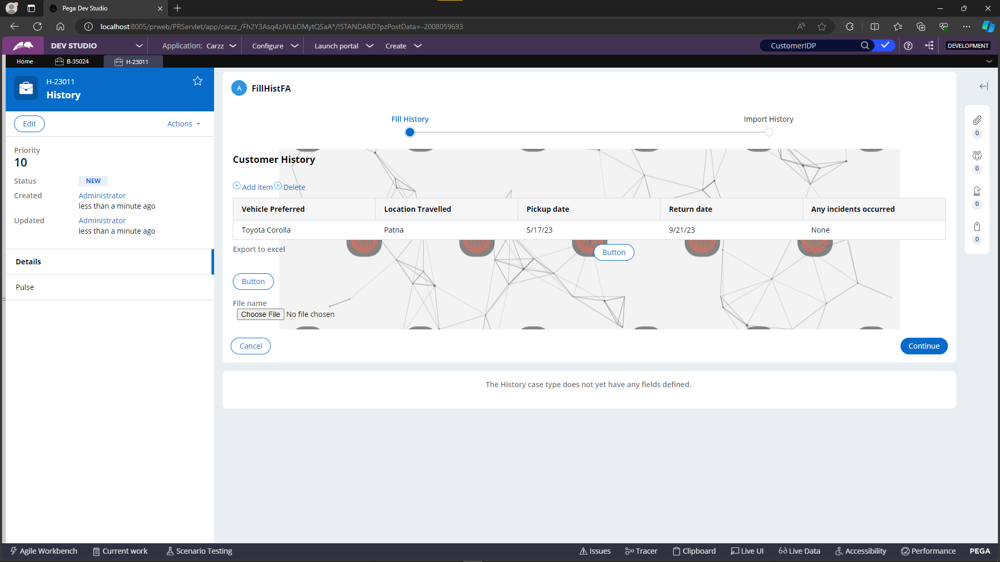 Pega Dev Studio
localhost:8005/prweb/PRServlet/app/carzz_/Fh2Y3Asq4zJVLbDMytQSaA*/!STANDARD?pzPostData=-2008059693
DEV STUDIO
Application: Carzz
Configure
Launch portal
Create
CustomerIDP
DEVELOPMENT
Home
B-35024
H-23011
H-23011
History
Edit
Actions
Priority
10
Status NEW
Created Administrator
less than a minute ago
Updated Administrator
less than a minute ago
Details
Pulse
A FillHistFA
Fill History
Import History
Customer History
Add item Delete
Vehicle Preferred Location Travelled Pickup date Return date Any incidents occurred
Toyota Corolla Patna 5/17/23 9/21/23 None
Export to excel
Button
Button
File name
Choose File No file chosen
Cancel
Continue
The History case type does not yet have any fields defined.
0
0
0
0
Agile Workbench
Current work
Scenario Testing
Issues
Tracer
Clipboard
Live UI
Live Data
Accessibility
Performance
PEGA